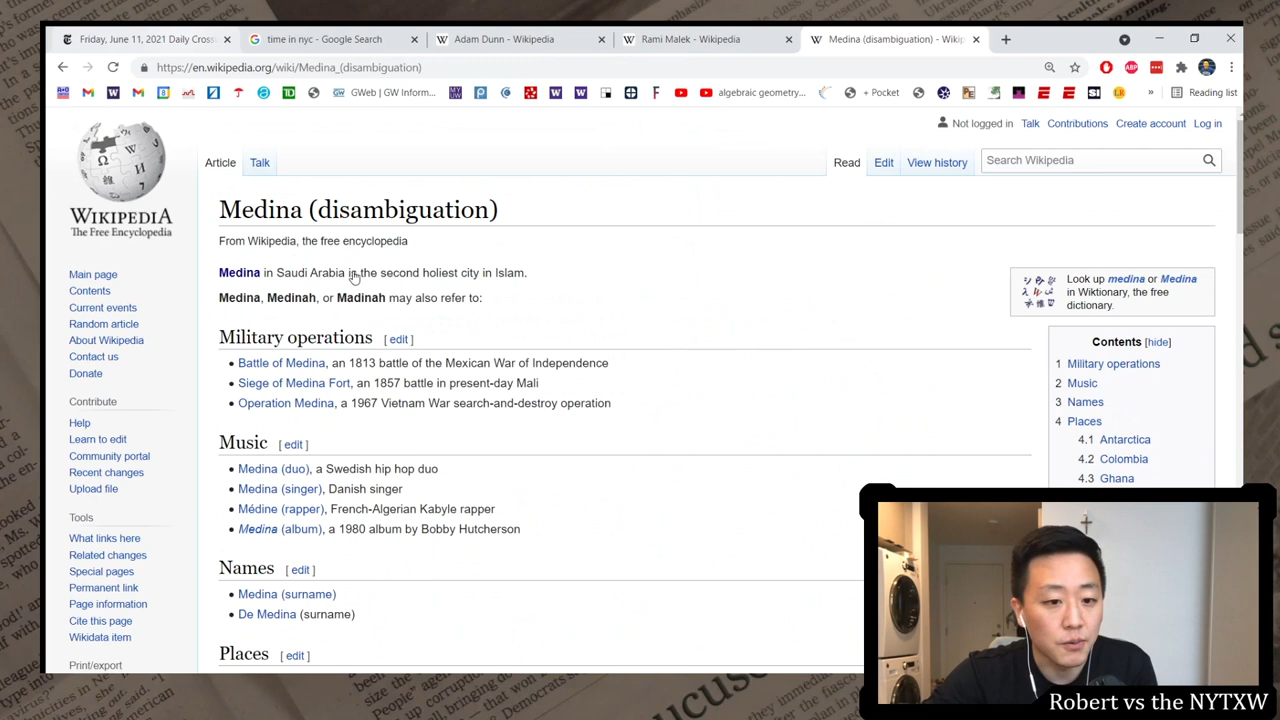 Friday, June 11, 2021 Daily Cross
time in nyc - Google Search
Adam Dunn - Wikipedia
Rami Malek - Wikipedia
Medina (disambiguation) - Wikip
https://en.wikipedia.org/wiki/Medina_(disambiguation)
GWeb | GW Inform...
algebraic geometry...
+ Pocket
»
Reading list
Not logged in Talk Contributions Create account Log in
Article Talk Read Edit View history Search Wikipedia
WIKIPEDIA
The Free Encyclopedia
Main page
Contents
Current events
Random article
About Wikipedia
Contact us
Donate
Contribute
Help
Learn to edit
Community portal
Recent changes
Upload file
Tools
What links here
Related changes
Special pages
Permanent link
Page information
Cite this page
Wikidata item
Print/export
Medina (disambiguation)
From Wikipedia, the free encyclopedia
Medina in Saudi Arabia is the second holiest city in Islam.
Medina, Medinah, or Madinah may also refer to:
Look up medina or Medina
in Wiktionary, the free
dictionary.
Military operations [ edit ]
• Battle of Medina, an 1813 battle of the Mexican War of Independence
• Siege of Medina Fort, an 1857 battle in present-day Mali
• Operation Medina, a 1967 Vietnam War search-and-destroy operation
Music [ edit ]
• Medina (duo), a Swedish hip hop duo
• Medina (singer), Danish singer
• Médine (rapper), French-Algerian Kabyle rapper
• Medina (album), a 1980 album by Bobby Hutcherson
Names [ edit ]
• Medina (surname)
• De Medina (surname)
Places [ edit ]
Contents [hide]
1 Military operations
2 Music
3 Names
4 Places
4.1 Antarctica
4.2 Colombia
4.3 Ghana
Robert vs the NYTXW